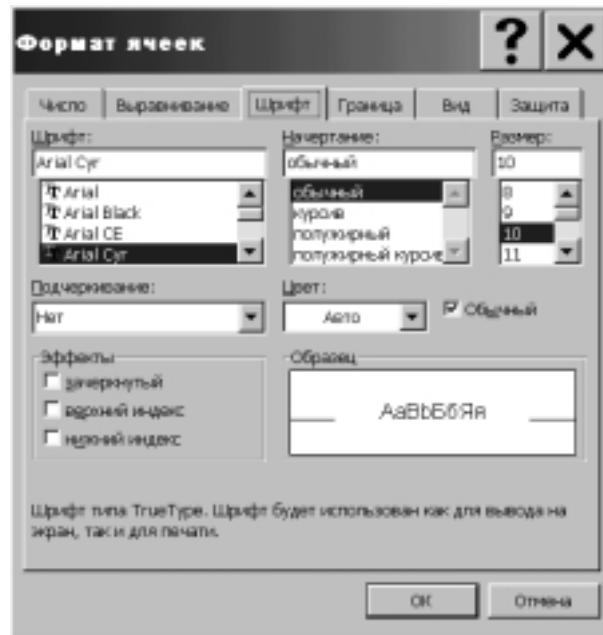 Формат ячеек
Число Выравнивание Шрифт Граница Вид Защита
Шрифт: Начертание: Размер:
Arial Cyr обычный 10
Arial обычный 8
Arial Black курсив 9
Arial CE полужирный 10
Arial Cyr полужирный курсив 11
Подчеркивание: Цвет:
Нет Авто Обычный
Эффекты Образец
зачеркнутый
верхний индекс
нижний индекс
AaBbБбЯя
Шрифт типа TrueType. Шрифт будет использован как для вывода на
экран, так и для печати.
ОК Отмена